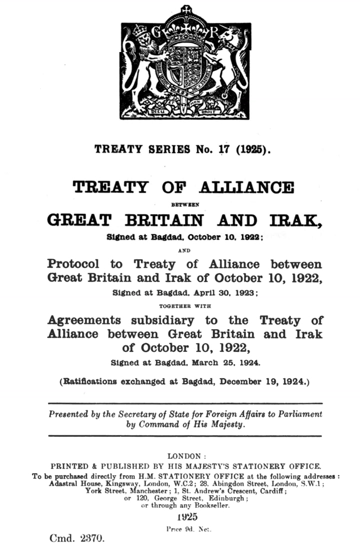 G R
TREATY SERIES No. 17 (1925).
TREATY OF ALLIANCE
BETWEEN
GREAT BRITAIN AND IRAK,
Signed at Bagdad, October 10, 1922;
AND
Protocol to Treaty of Alliance between
Great Britain and Irak of October 10, 1922,
Signed at Bagdad, April 30, 1923;
TOGETHER WITH
Agreements subsidiary to the Treaty of
Alliance between Great Britain and Irak
of October 10, 1922,
Signed at Bagdad, March 25, 1924.
(Ratifications exchanged at Bagdad, December 19, 1924.)
Presented by the Secretary of State for Foreign Affairs to Parliament
by Command of His Majesty.
LONDON:
PRINTED & PUBLISHED BY HIS MAJESTY'S STATIONERY OFFICE.
To be purchased directly from H.M. STATIONERY OFFICE at the following addresses:
Adastral House, Kingsway, London, W.C.2; 28, Abingdon Street, London, S.W.1;
York Street, Manchester; 1, St. Andrew's Crescent, Cardiff;
or 120, George Street, Edinburgh;
or through any Bookseller.
1925
Price 9d. Net.
Cmd. 2370.